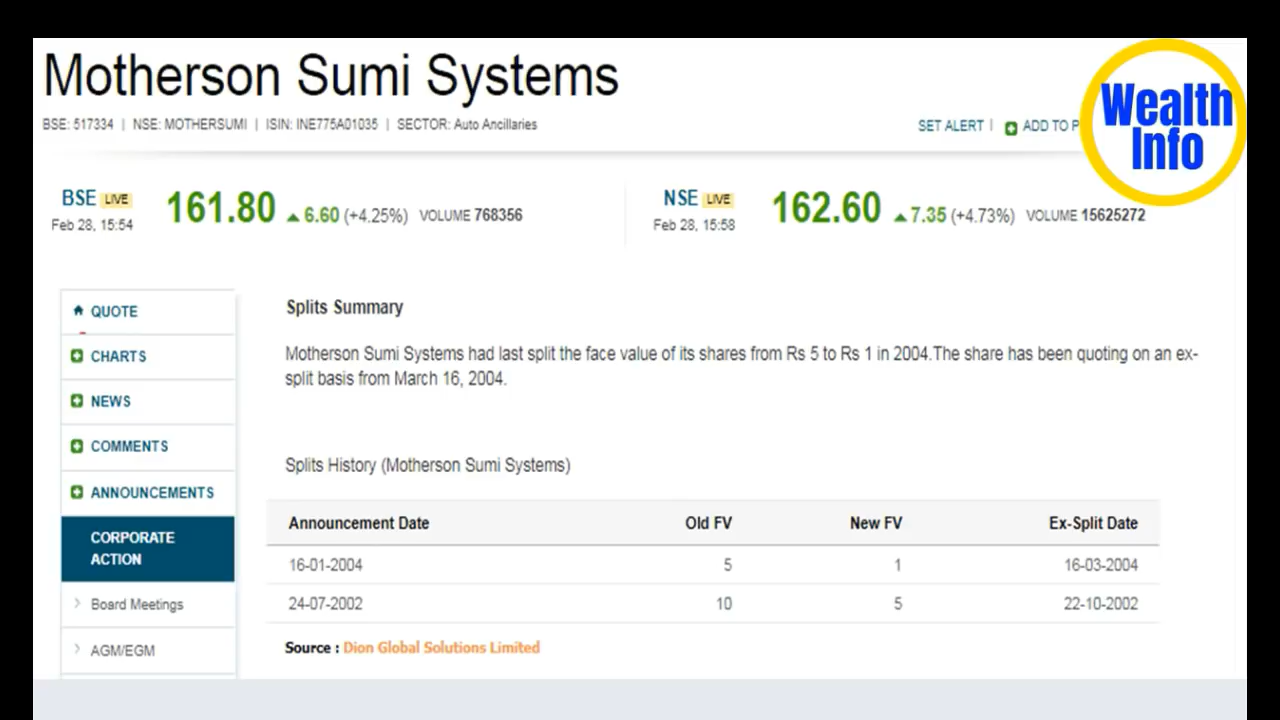 Motherson Sumi Systems
BSE: 517334 | NSE: MOTHERSUMI | ISIN: INE775A01035 | SECTOR: Auto Ancillaries
SET ALERT | ADD TO P
Wealth
Info
BSE LIVE 161.80 6.60 (+4.25%) VOLUME 768356
Feb 28, 15:54
NSE LIVE 162.60 7.35 (+4.73%) VOLUME 15625272
Feb 28, 15:58
QUOTE
CHARTS
NEWS
COMMENTS
ANNOUNCEMENTS
CORPORATE
ACTION
Board Meetings
AGM/EGM
Splits Summary
Motherson Sumi Systems had last split the face value of its shares from Rs 5 to Rs 1 in 2004.The share has been quoting on an ex-
split basis from March 16, 2004.
Splits History (Motherson Sumi Systems)
Announcement Date Old FV New FV Ex-Split Date
16-01-2004 5 1 16-03-2004
24-07-2002 10 5 22-10-2002
Source : Dion Global Solutions Limited